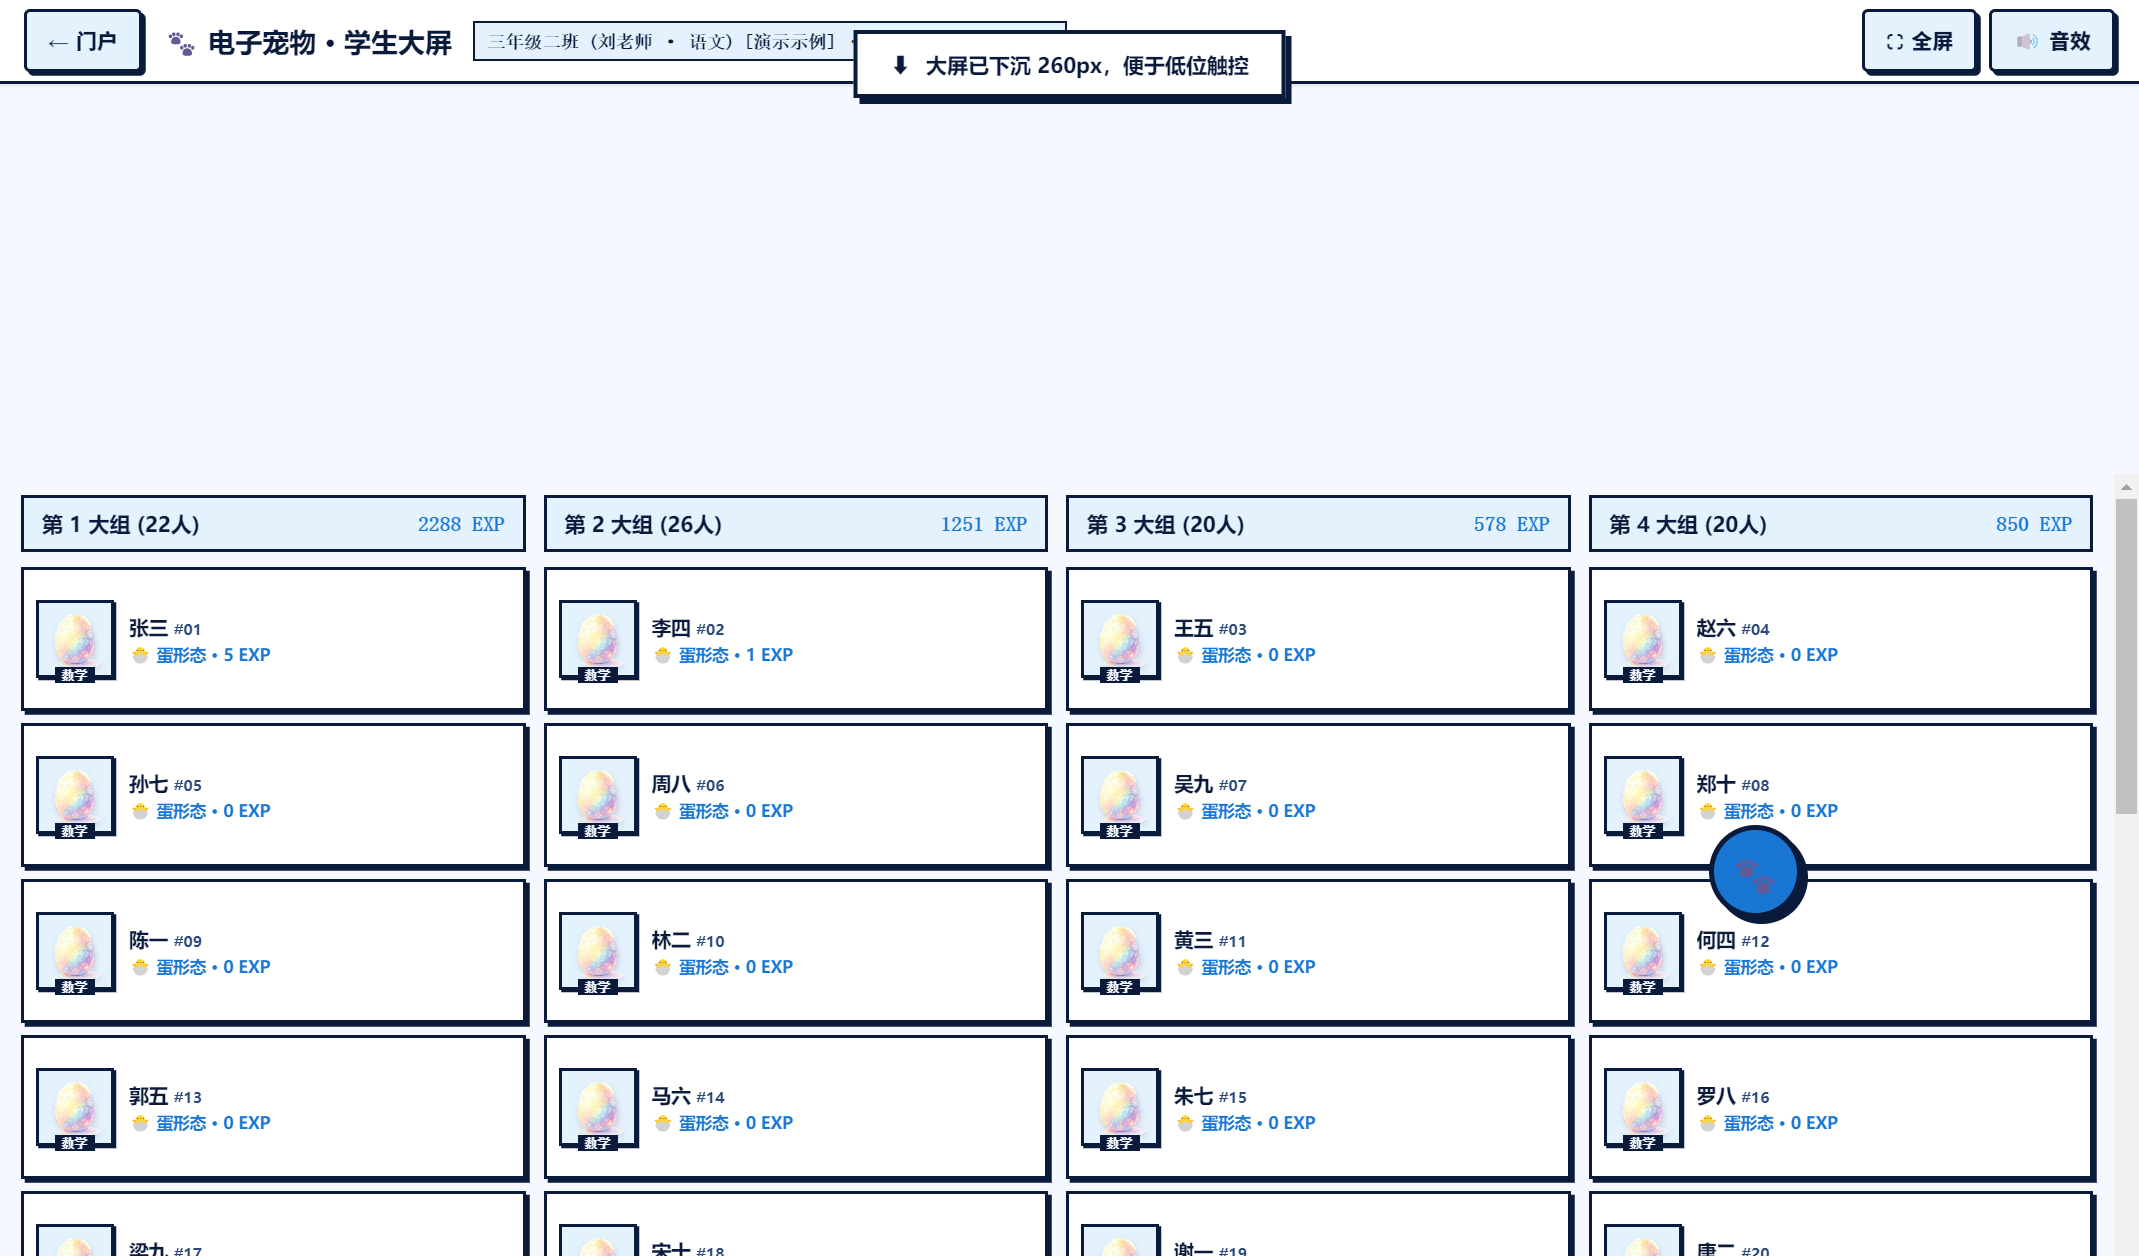 ← 门户
电子宠物 • 学生大屏
三年级二班 (刘老师 · 语文) [演示示例]
⬇ 大屏已下沉 260px，便于低位触控
全屏
音效
第 1 大组 (22人) 2288 EXP
第 2 大组 (26人) 1251 EXP
第 3 大组 (20人) 578 EXP
第 4 大组 (20人) 850 EXP
张三 #01
蛋形态 • 5 EXP
数学
李四 #02
蛋形态 • 1 EXP
数学
王五 #03
蛋形态 • 0 EXP
数学
赵六 #04
蛋形态 • 0 EXP
数学
孙七 #05
蛋形态 • 0 EXP
数学
周八 #06
蛋形态 • 0 EXP
数学
吴九 #07
蛋形态 • 0 EXP
数学
郑十 #08
蛋形态 • 0 EXP
数学
陈一 #09
蛋形态 • 0 EXP
数学
林二 #10
蛋形态 • 0 EXP
数学
黄三 #11
蛋形态 • 0 EXP
数学
何四 #12
蛋形态 • 0 EXP
数学
郭五 #13
蛋形态 • 0 EXP
数学
马六 #14
蛋形态 • 0 EXP
数学
朱七 #15
蛋形态 • 0 EXP
数学
罗八 #16
蛋形态 • 0 EXP
数学
梁九 #17
宋十 #18
谢一 #19
唐二 #20